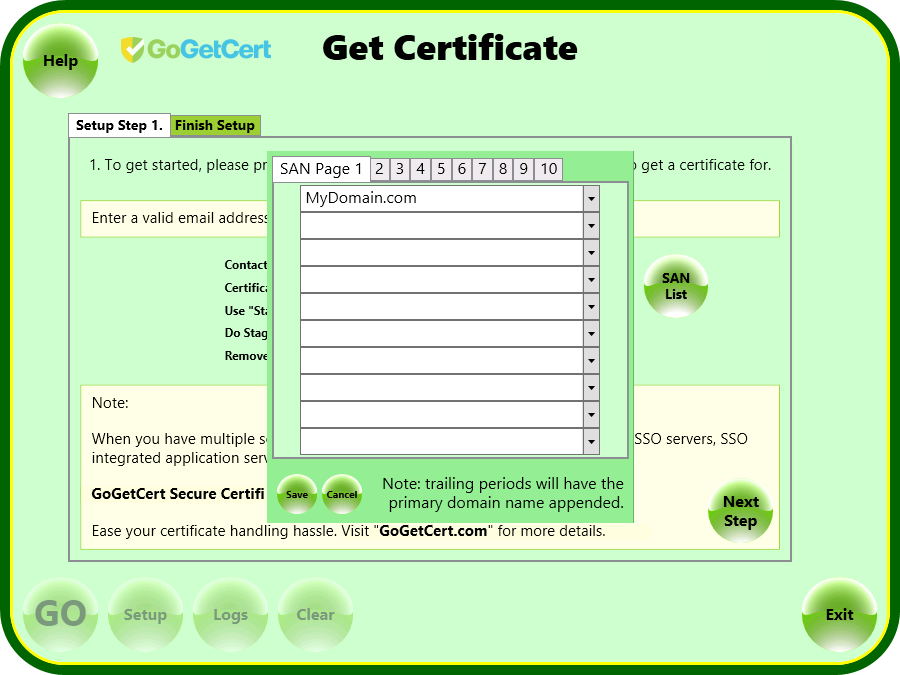 Help
GoGetCert
Get Certificate
Setup Step 1.
Finish Setup
1. To get started, please pr
get a certificate for.
SAN Page 1 2 3 4 5 6 7 8 9 10
MyDomain.com
Enter a valid email address
Contact
Certifica
Use "Sta
Do Stag
Remove
SAN
List
Note:
When you have multiple s
SSO servers, SSO
integrated application serv
GoGetCert Secure Certifi
Save
Cancel
Note: trailing periods will have the
primary domain name appended.
Ease your certificate handling hassle. Visit "GoGetCert.com" for more details.
Next
Step
GO
Setup
Logs
Clear
Exit